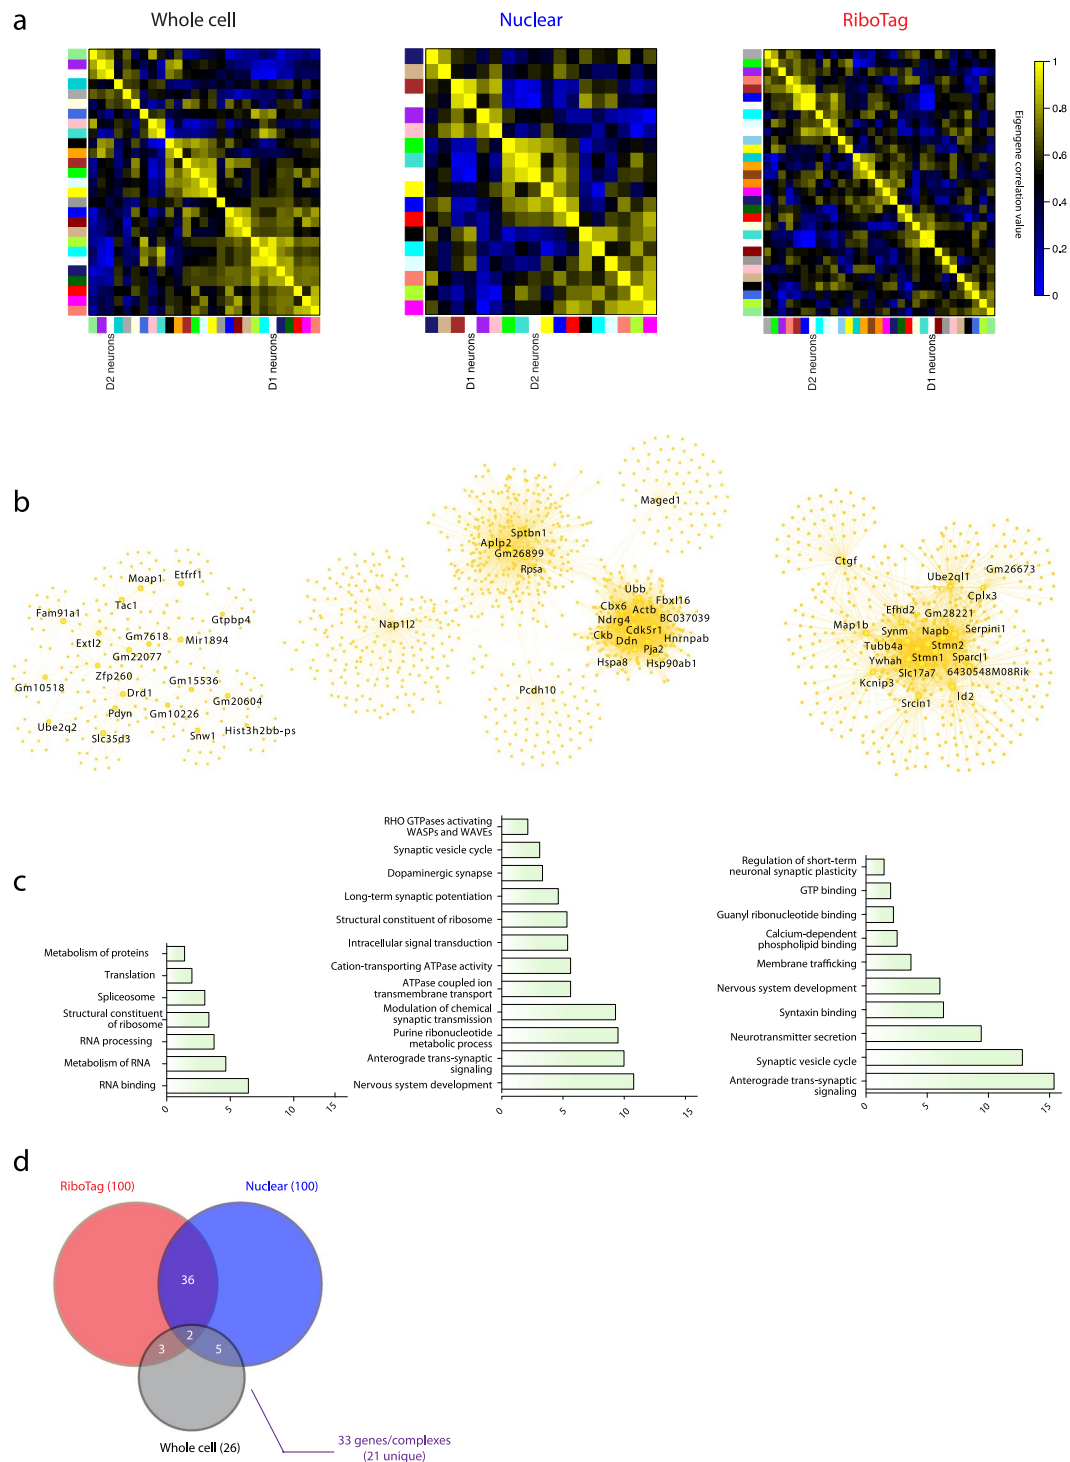 a
Whole cell
Nuclear
RiboTag
1
0.8
0.6
0.4
0.2
0
Eigengene correlation value
D2 neurons
D1 neurons
D1 neurons
D2 neurons
D2 neurons
D1 neurons
b
Moap1
Etfrf1
Tac1
Fam91a1
Gtpbp4
Extl2
Gm7618
Mir1894
Gm22077
Zfp260
Gm15536
Gm10518
Drd1
Gm20604
Pdyn
Gm10226
Ube2q2
Slc35d3
Snw1
Hist3h2bb-ps
Maged1
Sptbn1
Aplp2
Gm26899
Rpsa
Ubb
Fbxl16
Cbx6
Actb
Ndrg4
BC037039
Nap1l2
Cdk5r1
Ckb
Ddn
Hnrnpab
Pja2
Hspa8
Hsp90ab1
Pcdh10
Ctgf
Ube2ql1
Gm26673
Cplx3
Efhd2
Gm28221
Map1b
Synm
Napb
Serpini1
Tubb4a
Stmn2
Ywhah
Stmn1
Sparcl1
Slc17a7
6430548M08Rik
Kcnip3
Id2
Srcin1
c
Metabolism of proteins
Translation
Spliceosome
Structural constituent
of ribosome
RNA processing
Metabolism of RNA
RNA binding
0
5
10
15
RHO GTPases activating
WASPs and WAVEs
Synaptic vesicle cycle
Dopaminergic synapse
Long-term synaptic potentiation
Structural constituent of ribosome
Intracellular signal transduction
Cation-transporting ATPase activity
ATPase coupled ion
transmembrane transport
Modulation of chemical
synaptic transmission
Purine ribonucleotide
metabolic process
Anterograde trans-synaptic
signaling
Nervous system development
0
5
10
15
Regulation of short-term
neuronal synaptic plasticity
GTP binding
Guanyl ribonucleotide binding
Calcium-dependent
phospholipid binding
Membrane trafficking
Nervous system development
Syntaxin binding
Neurotransmitter secretion
Synaptic vesicle cycle
Anterograde trans-synaptic
signaling
0
5
10
15
d
RiboTag (100)
Nuclear (100)
36
2
3
5
Whole cell (26)
33 genes/complexes
(21 unique)